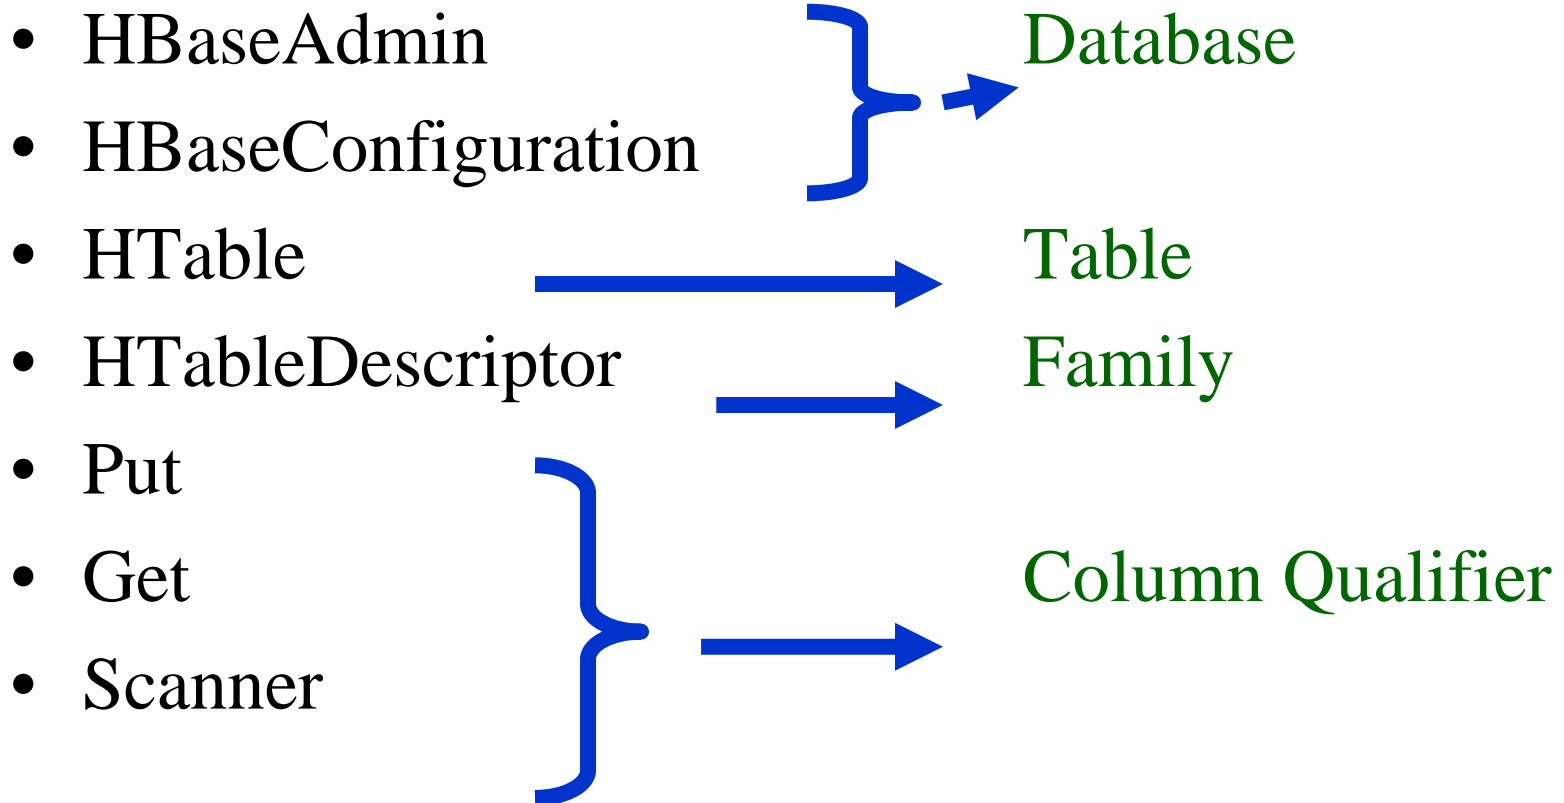 • HBaseAdmin Database
• HBaseConfiguration
• HTable Table
• HTableDescriptor Family
• Put
• Get Column Qualifier
• Scanner